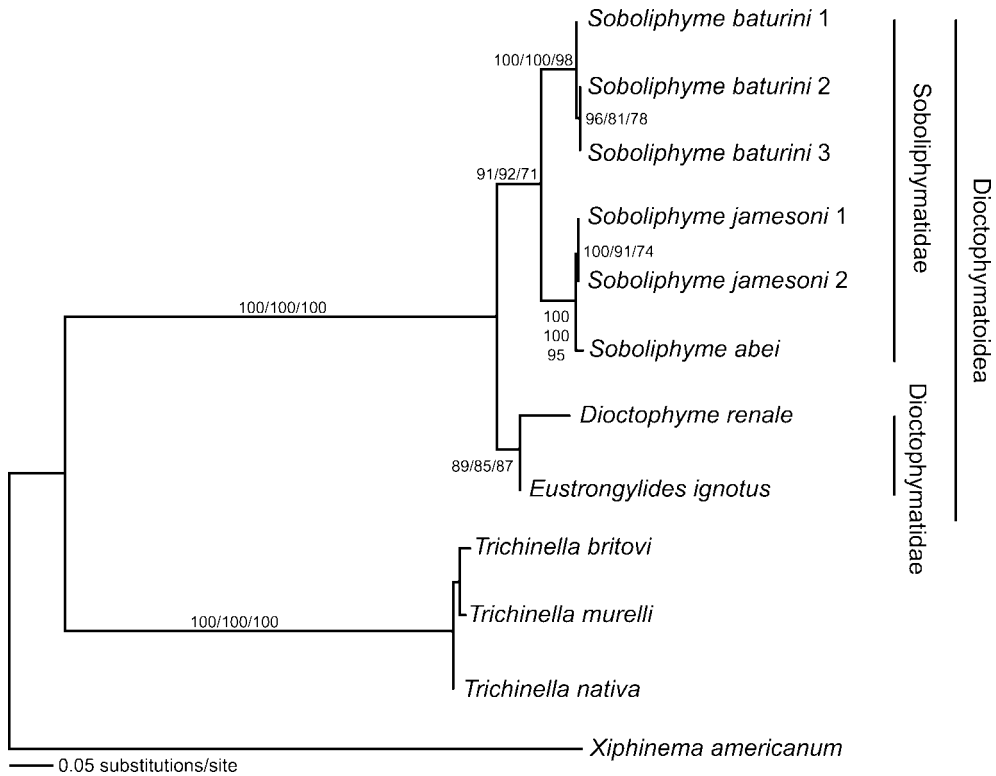 Soboliphyme baturini 1
100/100/98
Soboliphyme baturini 2
96/81/78
Soboliphyme baturini 3
91/92/71
Soboliphyme jamesoni 1
100/91/74
Soboliphyme jamesoni 2
100/100/100
100
100
95
Soboliphyme abei
Soboliphymatidae
Dioctophymatoidea
Dioctophyme renale
89/85/87
Eustrongylides ignotus
Dioctophymatidae
Trichinella britovi
Trichinella murelli
100/100/100
Trichinella nativa
Xiphinema americanum
0.05 substitutions/site